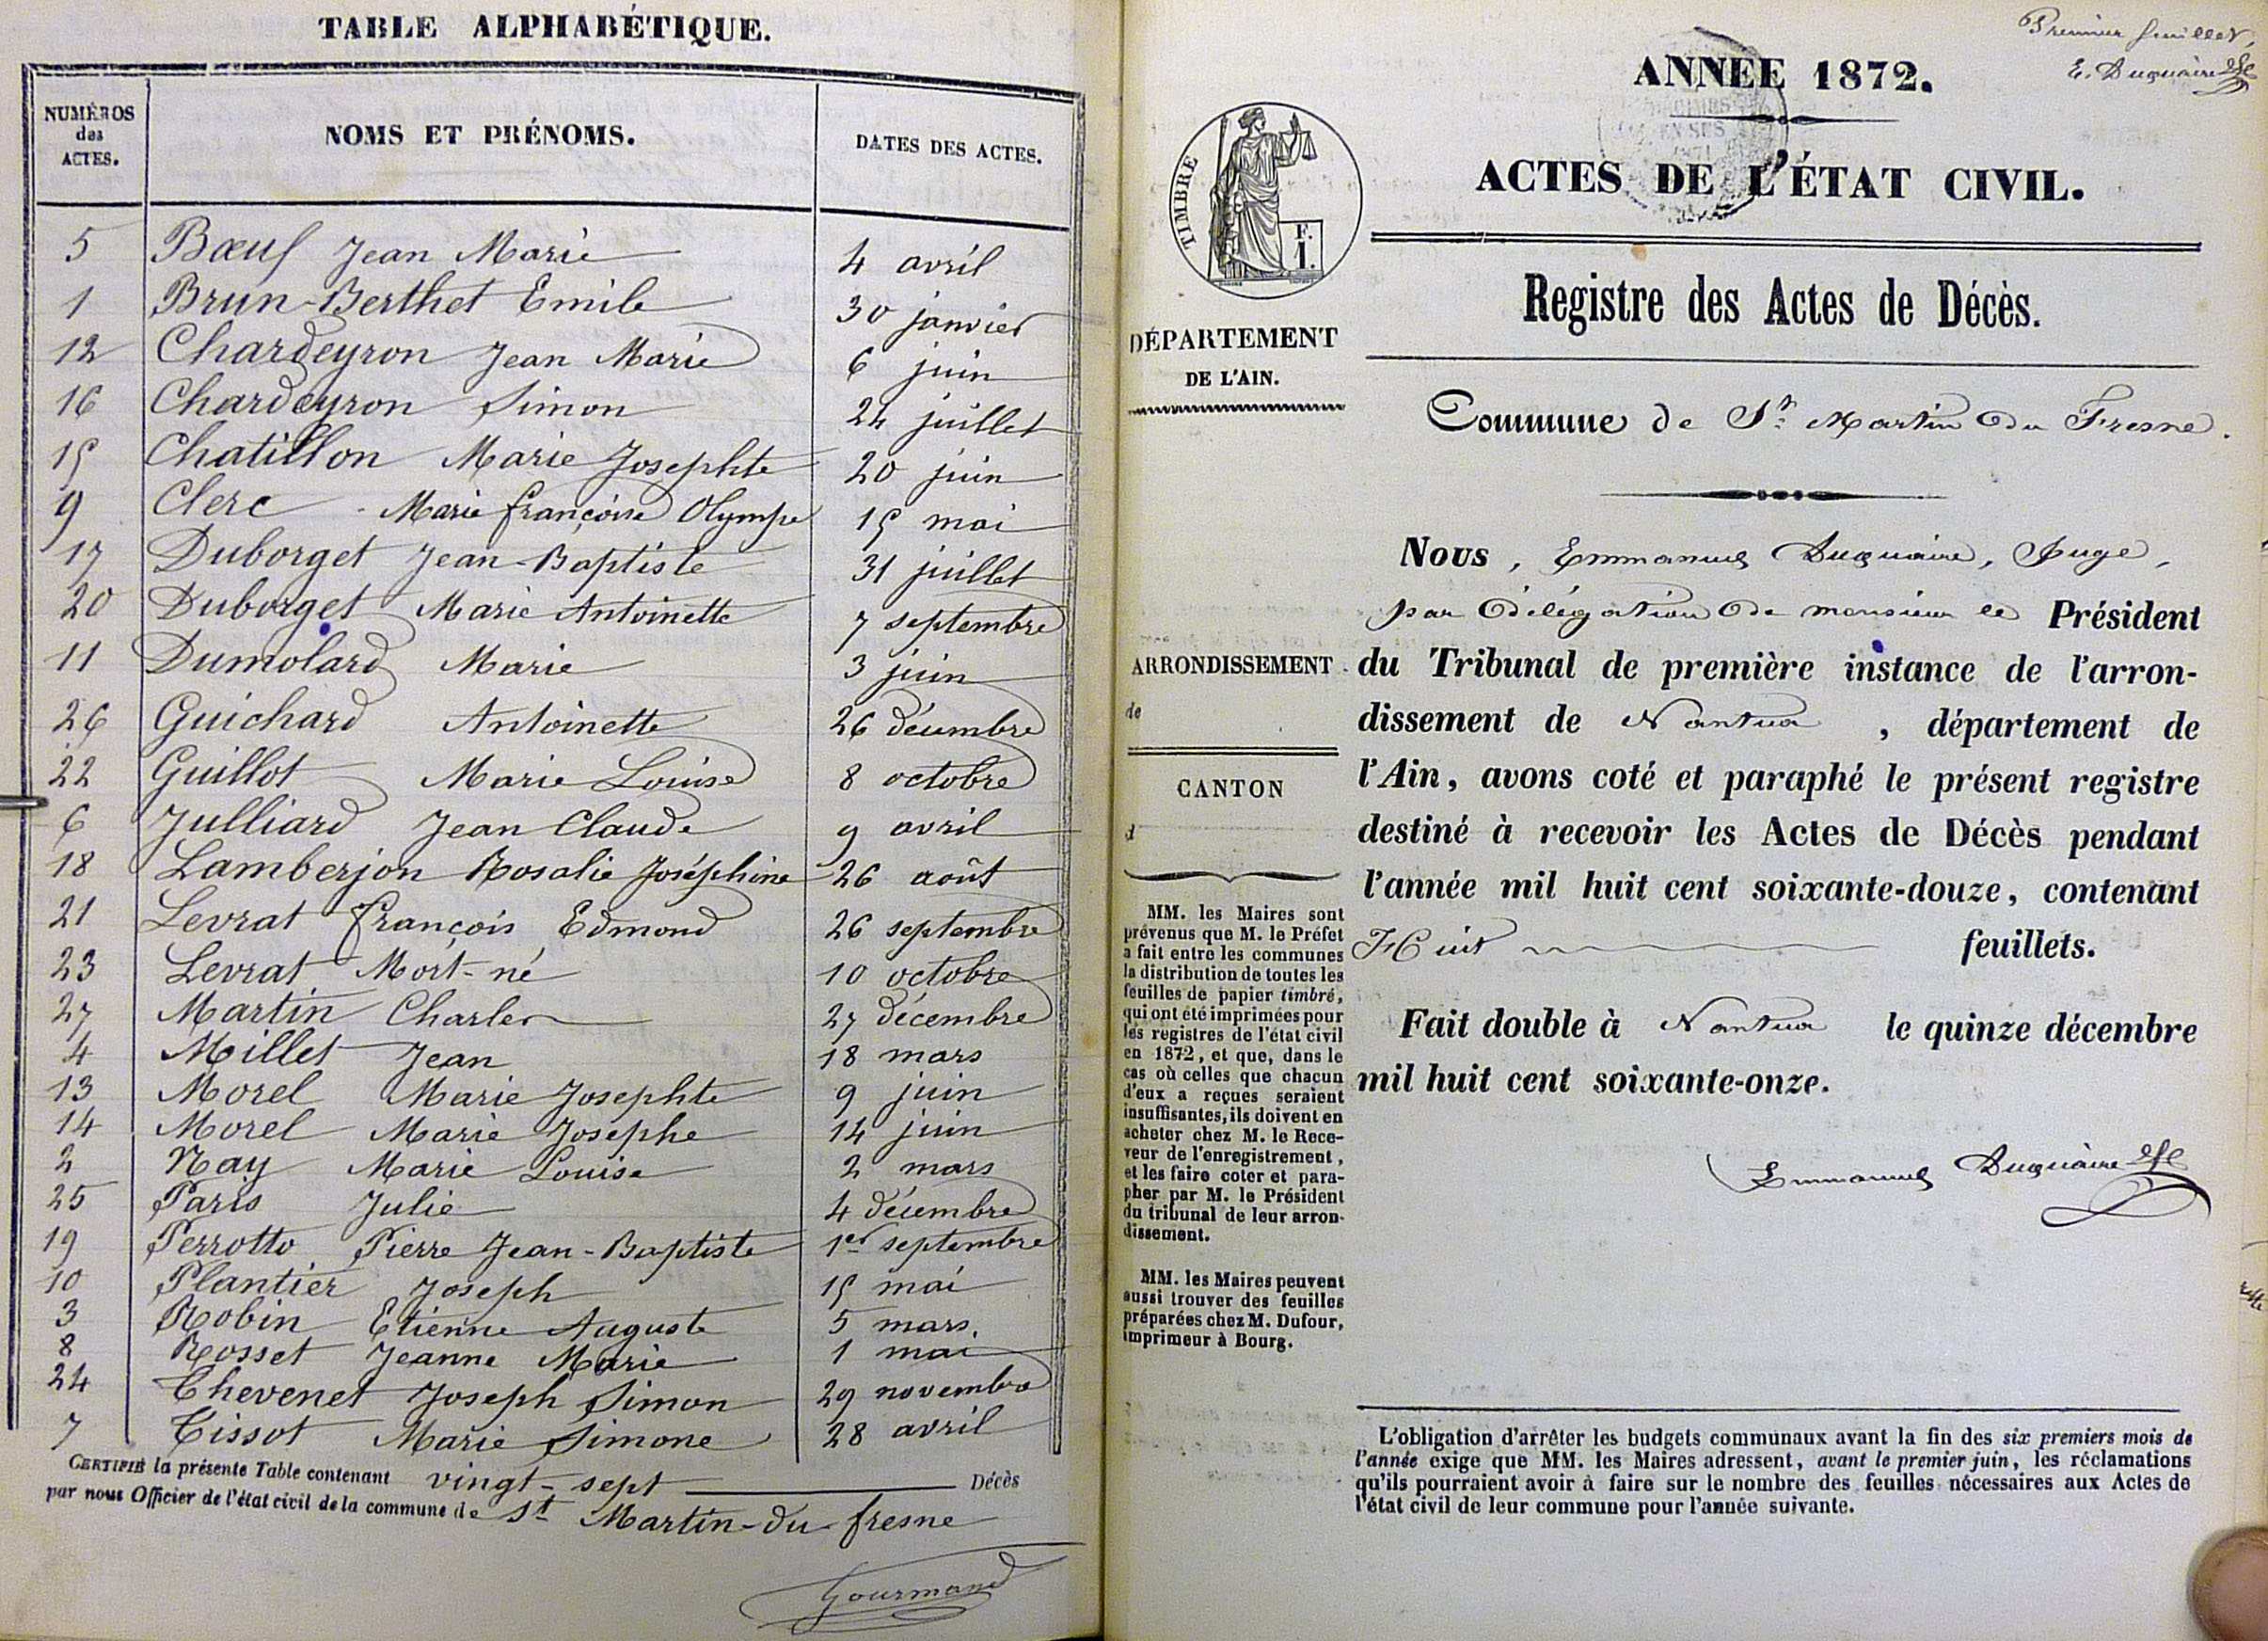 TABLE ALPHABÉTIQUE.
NUMÉROS des ACTES. NOMS ET PRÉNOMS. DATES DES ACTES.
5 Bœuf Jean Marie 4 avril
1 Brun-Berthet Emile 30 janvier
12 Chardeyron Jean Marie 6 juin
16 Chardeyron Simon 24 juillet
15 Chatillon Marie Josephte 20 juin
9 Clerc Marie françoise Olympe 15 mai
17 Duborget Jean-Baptiste 31 juillet
20 Duborget Marie Antoinette 7 septembre
11 Dumolard Marie 3 juin
26 Guichard Antoinette 26 décembre
22 Guillot Marie Louise 8 octobre
6 Julliard Jean Claude 9 avril
18 Lamberjon Rosalie Joséphine 26 août
21 Levrat françois Edmond 26 septembre
23 Levrat Mort-né 10 octobre
27 Martin Charles 27 décembre
4 Millet Jean 18 mars
13 Morel Marie Josephte 9 juin
14 Morel Marie Josephe 14 juin
2 Nay Marie Louise 2 mars
25 Paris Julie 4 décembre
19 Perrotto Pierre Jean-Baptiste 1er septembre
10 Plantier Joseph 15 mai
3 Robin Etienne Auguste 5 mars.
8 Rosset Jeanne Marie 1 mai
24 Thevenet Joseph Simon 29 novembre
7 Tissot Marie Simone 28 avril
CERTIFIÉ la présente Table contenant vingt-sept Décès
par nous Officier de l'état civil de la commune de St Martin-du-fresne
Gourmand
Premier feuillet,
E. Duquaire
ANNÉE 1872.
ACTES DE L'ÉTAT CIVIL.
TIMBRE
F.
1.
Registre des Actes de Décès.
DÉPARTEMENT
DE L'AIN.
Commune de St Martin du Fresne.
Nous, Emmanuel Duquaire, Juge,
par délégation de monsieur le Président
ARRONDISSEMENT
de
du Tribunal de première instance de l'arron-
dissement de Nantua, département de
l'Ain, avons coté et paraphé le présent registre
destiné à recevoir les Actes de Décès pendant
l'année mil huit cent soixante-douze, contenant
Huit feuillets.
Fait double à Nantua le quinze décembre
mil huit cent soixante-onze.
Emmanuel Duquaire
CANTON
d
MM. les Maires sont
prévenus que M. le Préfet
a fait entre les communes
la distribution de toutes les
feuilles de papier timbré,
qui ont été imprimées pour
les registres de l'état civil
en 1872, et que, dans le
cas où celles que chacun
d'eux a reçues seraient
insuffisantes, ils doivent en
acheter chez M. le Rece-
veur de l'enregistrement,
et les faire coter et para-
pher par M. le Président
du tribunal de leur arron-
dissement.
MM. les Maires peuvent
aussi trouver des feuilles
préparées chez M. Dufour,
imprimeur à Bourg.
L'obligation d'arrêter les budgets communaux avant la fin des six premiers mois de
l'année exige que MM. les Maires adressent, avant le premier juin, les réclamations
qu'ils pourraient avoir à faire sur le nombre des feuilles nécessaires aux Actes de
l'état civil de leur commune pour l'année suivante.